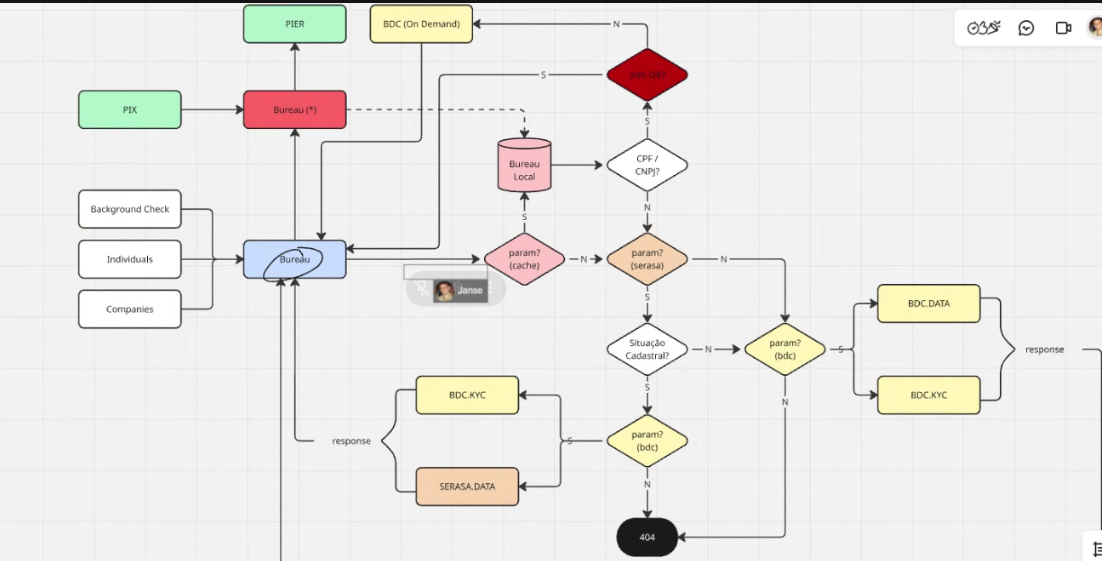 PIER
BDC (On Demand)
N
Info OK?
S
PIX
Bureau (*)
S
Bureau
Local
CPF /
CNPJ?
Background Check
S
N
Individuals
Bureau
param?
(cache)
N
param?
(serasa)
N
Janse
Companies
S
BDC.DATA
Situação
Cadastral?
N
param?
(bdc)
S
response
S
BDC.KYC
BDC.KYC
N
response
S
param?
(bdc)
SERASA.DATA
N
404